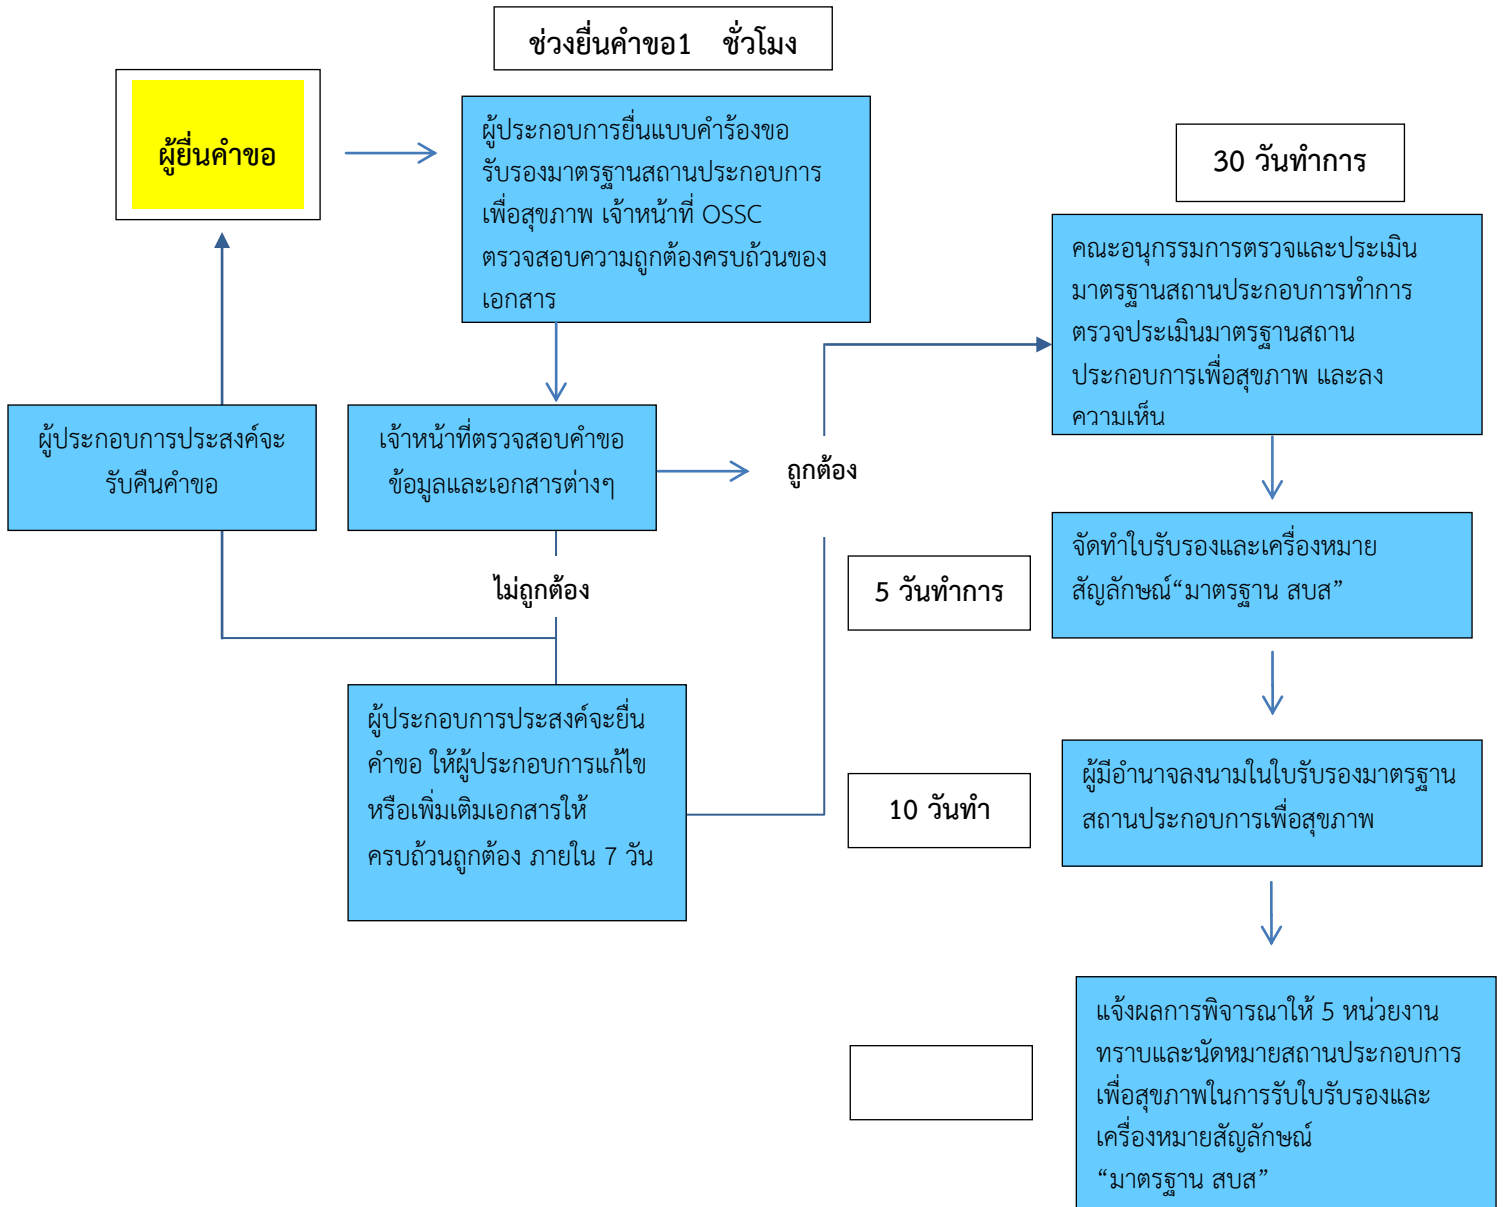 ช่วงยื่นคำขอ1 ชั่วโมง
ผู้ยื่นคำขอ
ผู้ประกอบการยื่นแบบคำร้องขอ
รับรองมาตรฐานสถานประกอบการ
เพื่อสุขภาพ เจ้าหน้าที่ OSSC
ตรวจสอบความถูกต้องครบถ้วนของ
เอกสาร
30 วันทำการ
คณะอนุกรรมการตรวจและประเมิน
มาตรฐานสถานประกอบการทำการ
ตรวจประเมินมาตรฐานสถาน
ประกอบการเพื่อสุขภาพ และลง
ความเห็น
ผู้ประกอบการประสงค์จะ
รับคืนคำขอ
เจ้าหน้าที่ตรวจสอบคำขอ
ข้อมูลและเอกสารต่างๆ
ถูกต้อง
ไม่ถูกต้อง
5 วันทำการ
จัดทำใบรับรองและเครื่องหมาย
สัญลักษณ์“มาตรฐาน สบส”
ผู้ประกอบการประสงค์จะยื่น
คำขอ ให้ผู้ประกอบการแก้ไข
หรือเพิ่มเติมเอกสารให้
ครบถ้วนถูกต้อง ภายใน 7 วัน
10 วันทำ
ผู้มีอำนาจลงนามในใบรับรองมาตรฐาน
สถานประกอบการเพื่อสุขภาพ
แจ้งผลการพิจารณาให้ 5 หน่วยงาน
ทราบและนัดหมายสถานประกอบการ
เพื่อสุขภาพในการรับใบรับรองและ
เครื่องหมายสัญลักษณ์
“มาตรฐาน สบส”